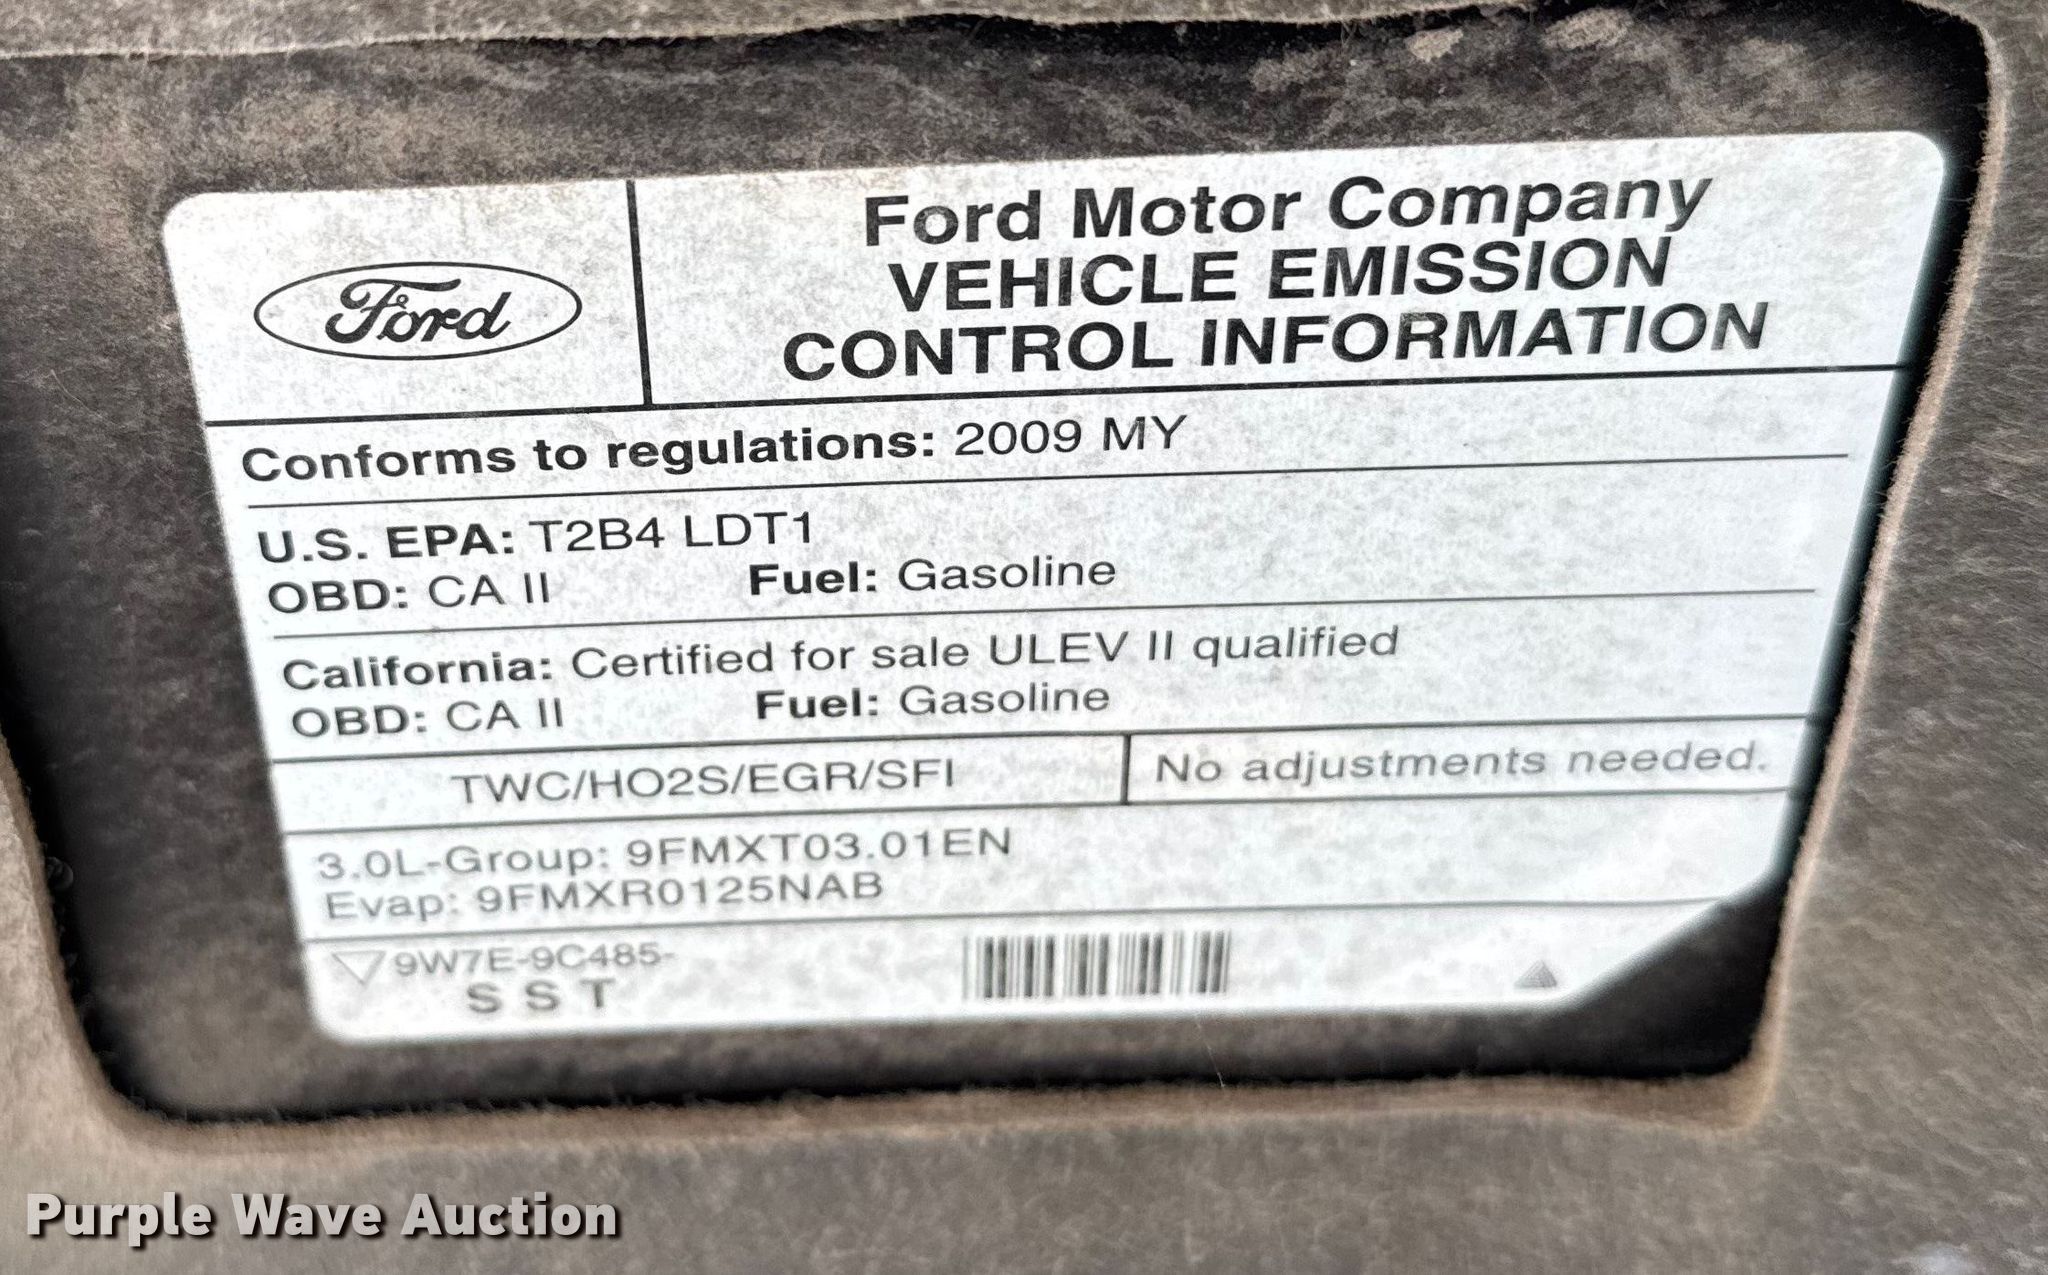 Ford
Ford Motor Company
VEHICLE EMISSION
CONTROL INFORMATION
Conforms to regulations: 2009 MY
U.S. EPA: T2B4 LDT1
OBD: CA II Fuel: Gasoline
California: Certified for sale ULEV II qualified
OBD: CA II Fuel: Gasoline
TWC/HO2S/EGR/SFI
No adjustments needed.
3.0L-Group: 9FMXT03.01EN
Evap: 9FMXR0125NAB
9W7E-9C485-
S S T
Purple Wave Auction